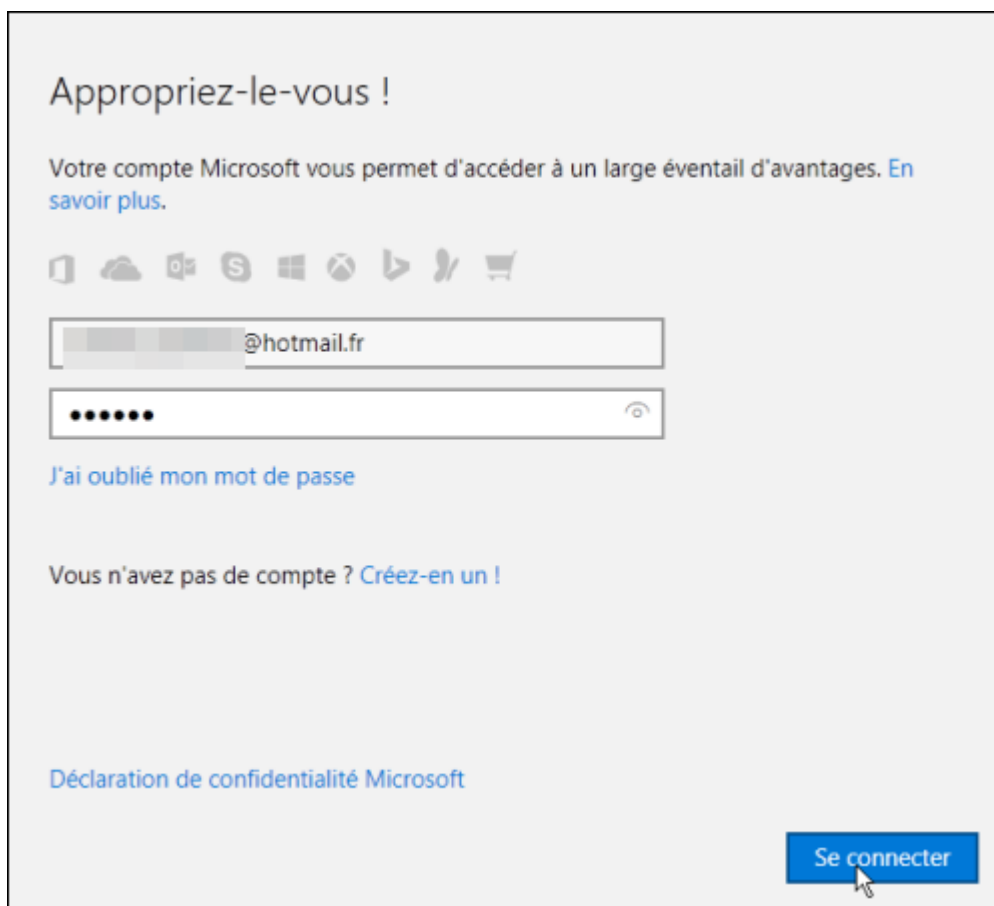 Appropriez-le-vous !
Votre compte Microsoft vous permet d'accéder à un large éventail d'avantages. En
savoir plus.
@hotmail.fr
••••••
J'ai oublié mon mot de passe
Vous n'avez pas de compte ? Créez-en un !
Déclaration de confidentialité Microsoft
Se connecter